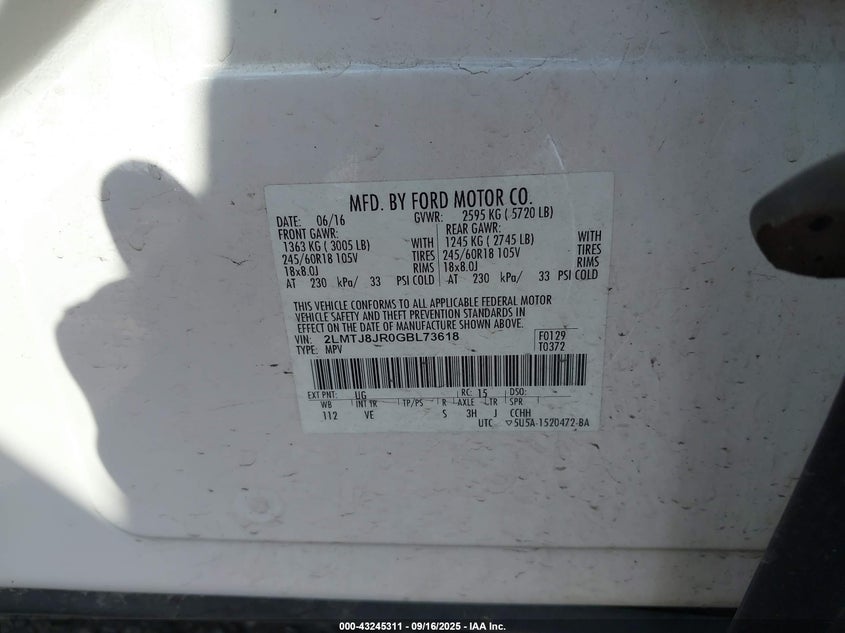 MFD. BY FORD MOTOR CO.
DATE: 06/16 GVWR: 2595 KG ( 5720 LB)
FRONT GAWR: REAR GAWR:
1363 KG ( 3005 LB) WITH 1245 KG ( 2745 LB) WITH
245/60R18 105V TIRES 245/60R18 105V TIRES
18x8.0J RIMS 18x8.0J RIMS
AT 230 kPa/ 33 PSI COLD AT 230 kPa/ 33 PSI COLD
THIS VEHICLE CONFORMS TO ALL APPLICABLE FEDERAL MOTOR
VEHICLE SAFETY AND THEFT PREVENTION STANDARDS IN
EFFECT ON THE DATE OF MANUFACTURE SHOWN ABOVE.
VIN: 2LMTJ8JR0GBL73618 F0129
TYPE: MPV T0372
EXT PNT: UG RC: 15 DSO:
WB INT TR TP/PS R AXLE TR SPR
112 VE S 3H J CCHH
UTC ▽5U5A-1520472-BA
000-43245311 - 09/16/2025 - IAA Inc.